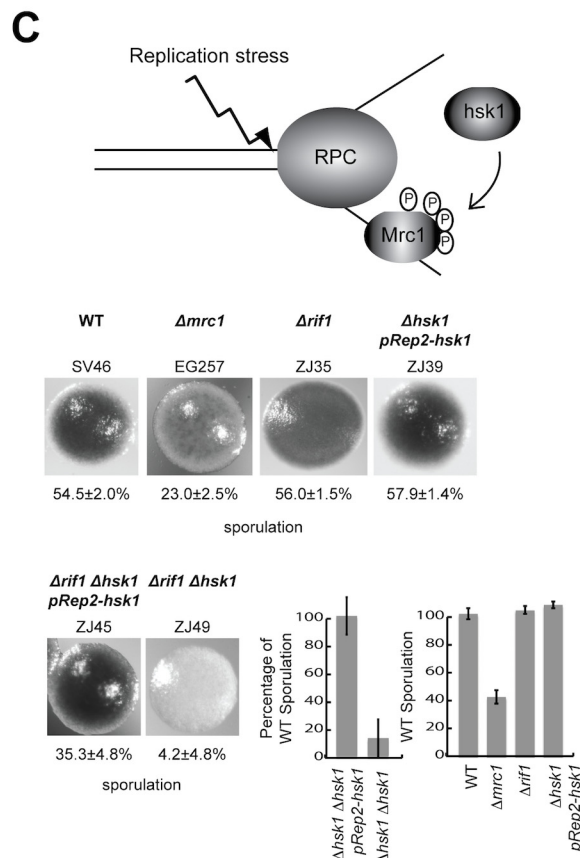 C
Replication stress
RPC
hsk1
P
P
P
P
Mrc1
WT
Δmrc1
Δrif1
Δhsk1
pRep2-hsk1
SV46
EG257
ZJ35
ZJ39
54.5±2.0%
23.0±2.5%
56.0±1.5%
57.9±1.4%
sporulation
Δrif1 Δhsk1
pRep2-hsk1
Δrif1 Δhsk1
ZJ45
ZJ49
35.3±4.8%
4.2±4.8%
sporulation
Percentage of
WT Sporulation
100
80
60
40
20
0
Δhsk1 Δhsk1
pRep2-hsk1
Δhsk1 Δhsk1
WT Sporulation
100
80
60
40
20
0
WT
Δmrc1
Δrif1
Δhsk1
pRep2-hsk1